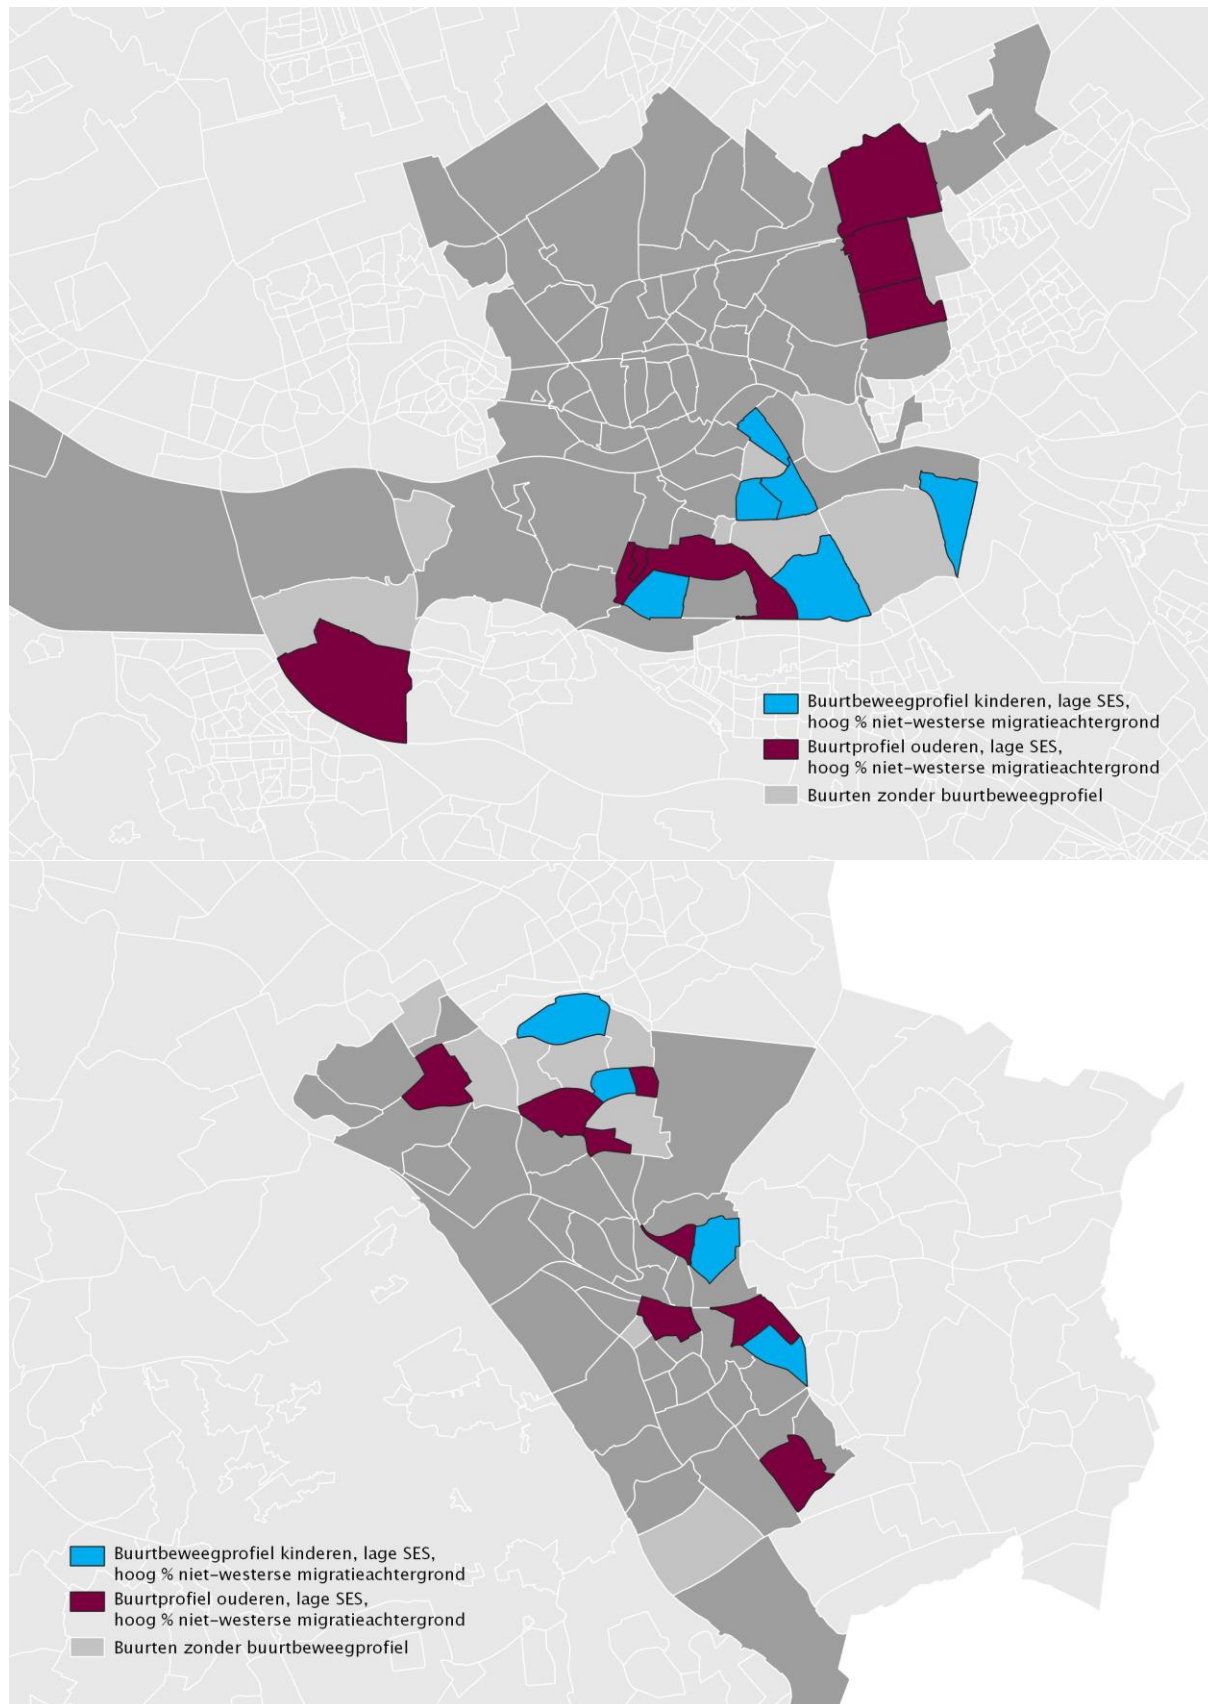 Buurtbeweegprofiel kinderen, lage SES,
hoog % niet-westerse migratieachtergrond
Buurtprofiel ouderen, lage SES,
hoog % niet-westerse migratieachtergrond
Buurten zonder buurtbeweegprofiel
Buurtbeweegprofiel kinderen, lage SES,
hoog % niet-westerse migratieachtergrond
Buurtprofiel ouderen, lage SES,
hoog % niet-westerse migratieachtergrond
Buurten zonder buurtbeweegprofiel